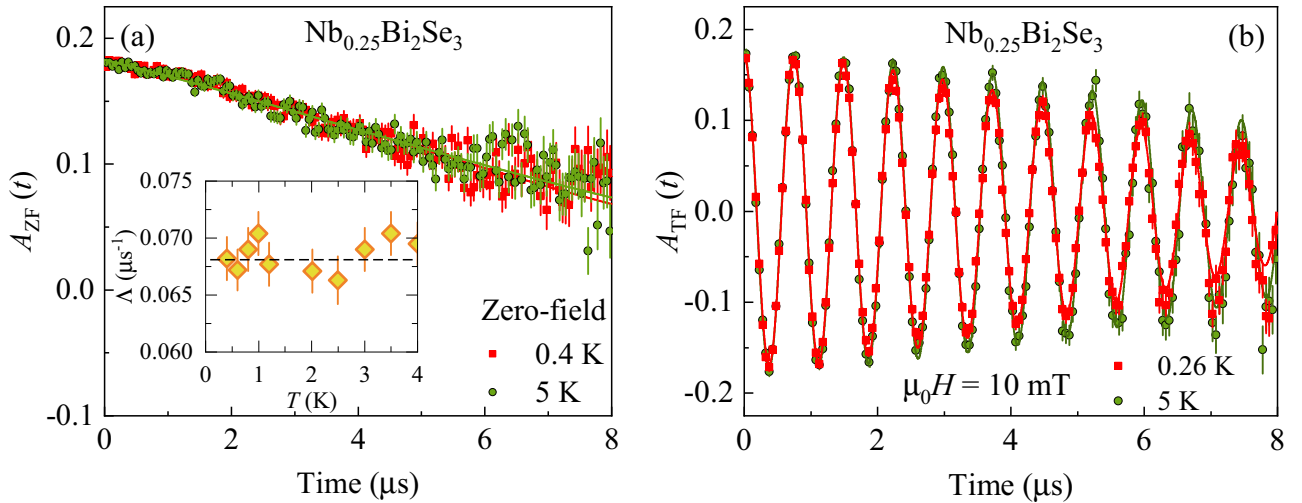 (a)
Nb0.25Bi2Se3
0.2
0.1
0.0
-0.1
AZF (t)
0
2
4
6
8
Time (μs)
0.075
0.070
0.065
0.060
Λ (μs-1)
0
1
2
3
4
T (K)
Zero-field
0.4 K
5 K
Nb0.25Bi2Se3
(b)
0.2
0.1
0.0
-0.1
-0.2
ATF (t)
μ0H = 10 mT
0.26 K
5 K
0
2
4
6
8
Time (μs)